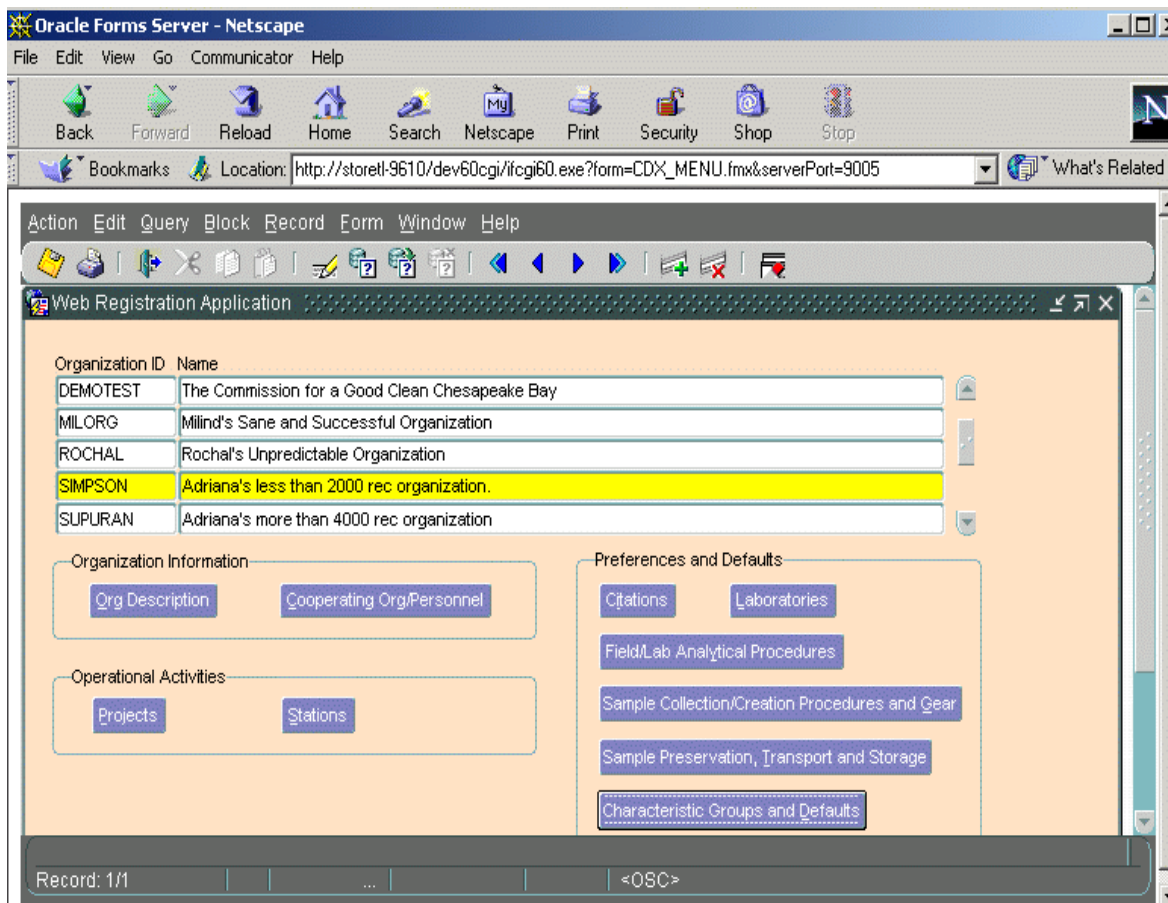 Oracle Forms Server - Netscape
File Edit View Go Communicator Help
My
N
Back Forward Reload Home Search Netscape Print Security Shop Stop
Bookmarks Location: http://storetl-9610/dev60cgi/ifcgi60.exe?form=CDX_MENU.fmx&serverPort=9005 What's Related
Action Edit Query Block Record Form Window Help
Web Registration Application
Organization ID Name
DEMOTEST The Commission for a Good Clean Chesapeake Bay
MILORG Milind's Sane and Successful Organization
ROCHAL Rochal's Unpredictable Organization
SIMPSON Adriana's less than 2000 rec organization.
SUPURAN Adriana's more than 4000 rec organization
Organization Information
Org Description Cooperating Org/Personnel
Operational Activities
Projects Stations
Preferences and Defaults
Citations Laboratories
Field/Lab Analytical Procedures
Sample Collection/Creation Procedures and Gear
Sample Preservation, Transport and Storage
Characteristic Groups and Defaults
Record: 1/1 ... <OSC>